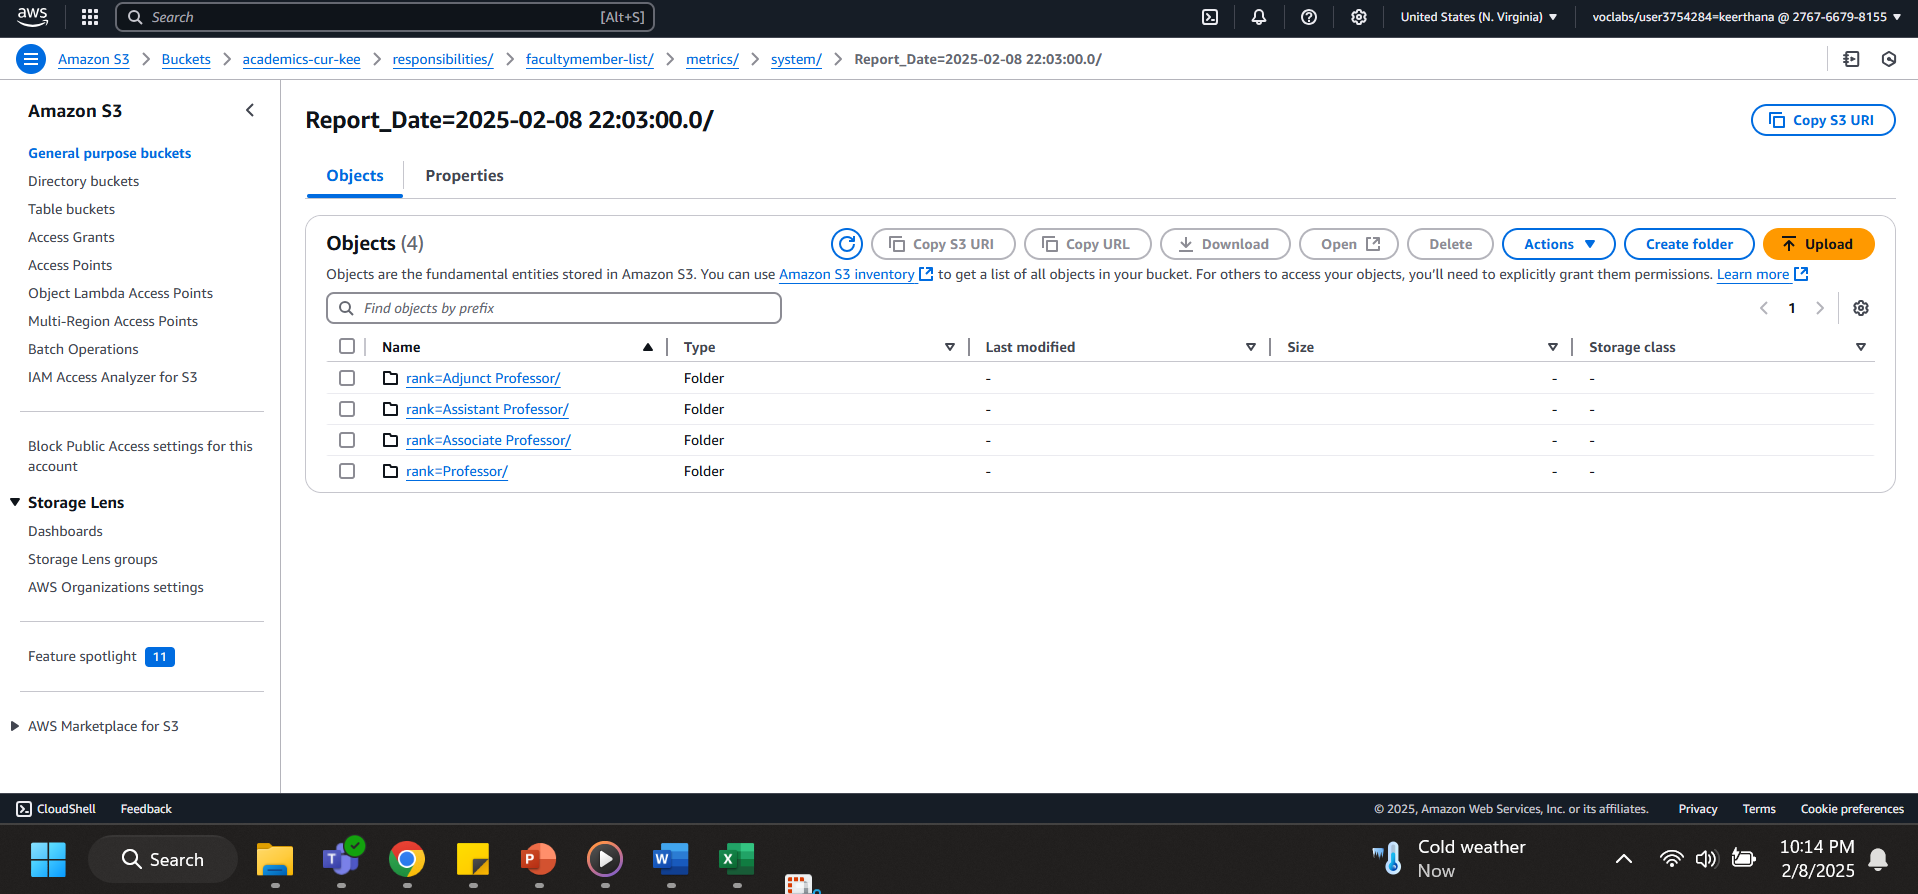 aws
Search
[Alt+S]
United States (N. Virginia)
voclabs/user3754284=keerthana @ 2767-6679-8155
Amazon S3
Buckets
academics-cur-kee
responsibilities/
facultymember-list/
metrics/
system/
Report_Date=2025-02-08 22:03:00.0/
Amazon S3
General purpose buckets
Directory buckets
Table buckets
Access Grants
Access Points
Object Lambda Access Points
Multi-Region Access Points
Batch Operations
IAM Access Analyzer for S3
Block Public Access settings for this
account
Storage Lens
Dashboards
Storage Lens groups
AWS Organizations settings
Feature spotlight 11
AWS Marketplace for S3
Report_Date=2025-02-08 22:03:00.0/
Copy S3 URI
Objects
Properties
Objects (4)
Copy S3 URI
Copy URL
Download
Open
Delete
Actions
Create folder
Upload
Objects are the fundamental entities stored in Amazon S3. You can use Amazon S3 inventory to get a list of all objects in your bucket. For others to access your objects, you'll need to explicitly grant them permissions. Learn more
Find objects by prefix
1
Name Type Last modified Size Storage class
rank=Adjunct Professor/ Folder - - -
rank=Assistant Professor/ Folder - - -
rank=Associate Professor/ Folder - - -
rank=Professor/ Folder - - -
CloudShell
Feedback
© 2025, Amazon Web Services, Inc. or its affiliates.
Privacy
Terms
Cookie preferences
Search
T
P
W
X
Cold weather
Now
10:14 PM
2/8/2025